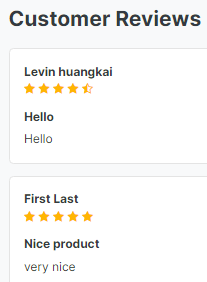 Customer Reviews
Levin huangkai
Hello
Hello
First Last
Nice product
very nice